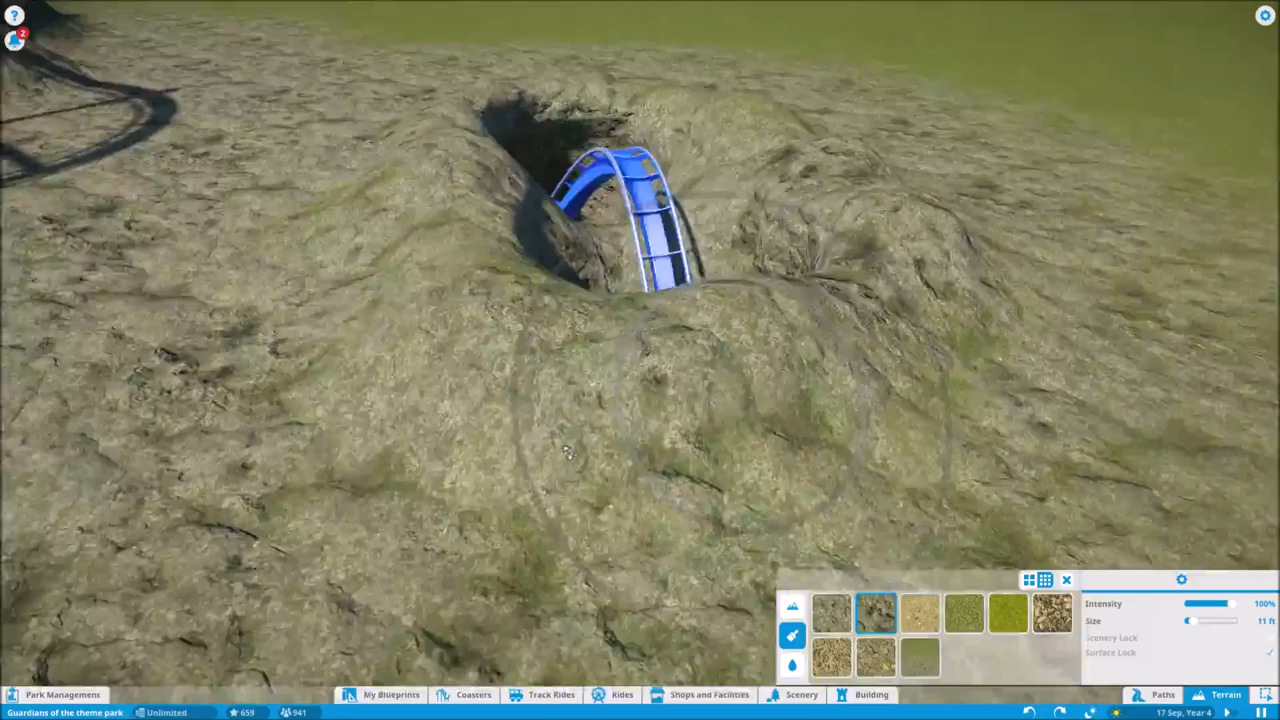 ?
2
Intensity 100%
Size 11 ft
Scenery Lock
Surface Lock
Park Management My Blueprints Coasters Track Rides Rides Shops and Facilities Scenery Building Paths Terrain
Guardians of the theme park Unlimited 659 941 17 Sep, Year 4